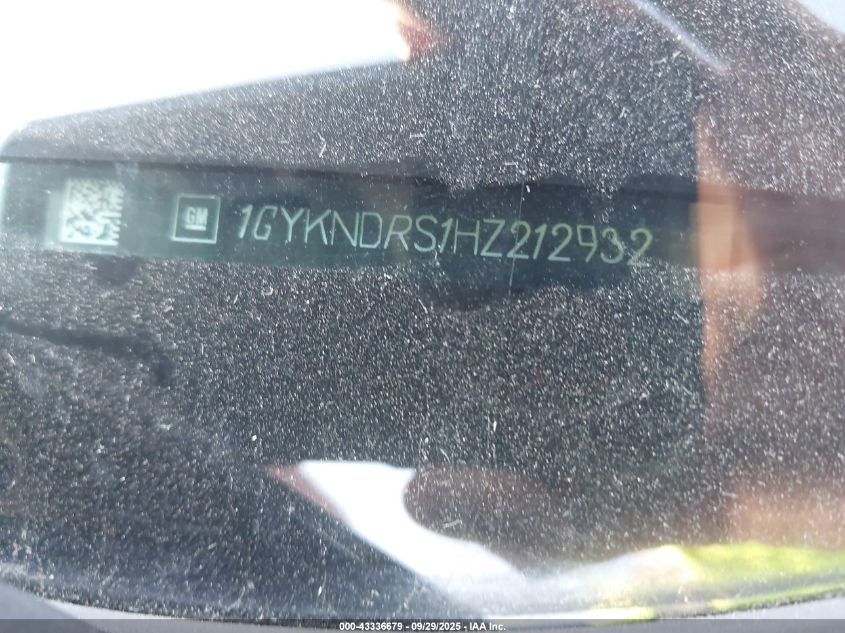 GM 1GYKNDRS1HZ212932
000-43336679 - 09/29/2025 - IAA Inc.